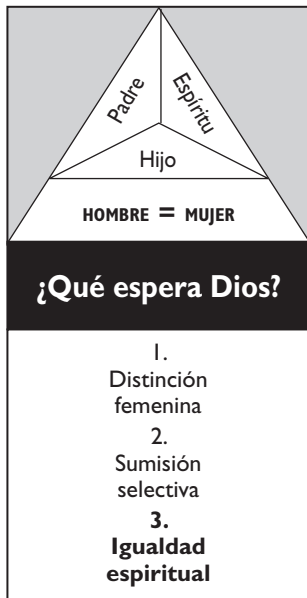 Padre
Espíritu
Hijo
HOMBRE = MUJER
¿Qué espera Dios?
1.
Distinción
femenina
2.
Sumisión
selectiva
3.
Igualdad
espiritual